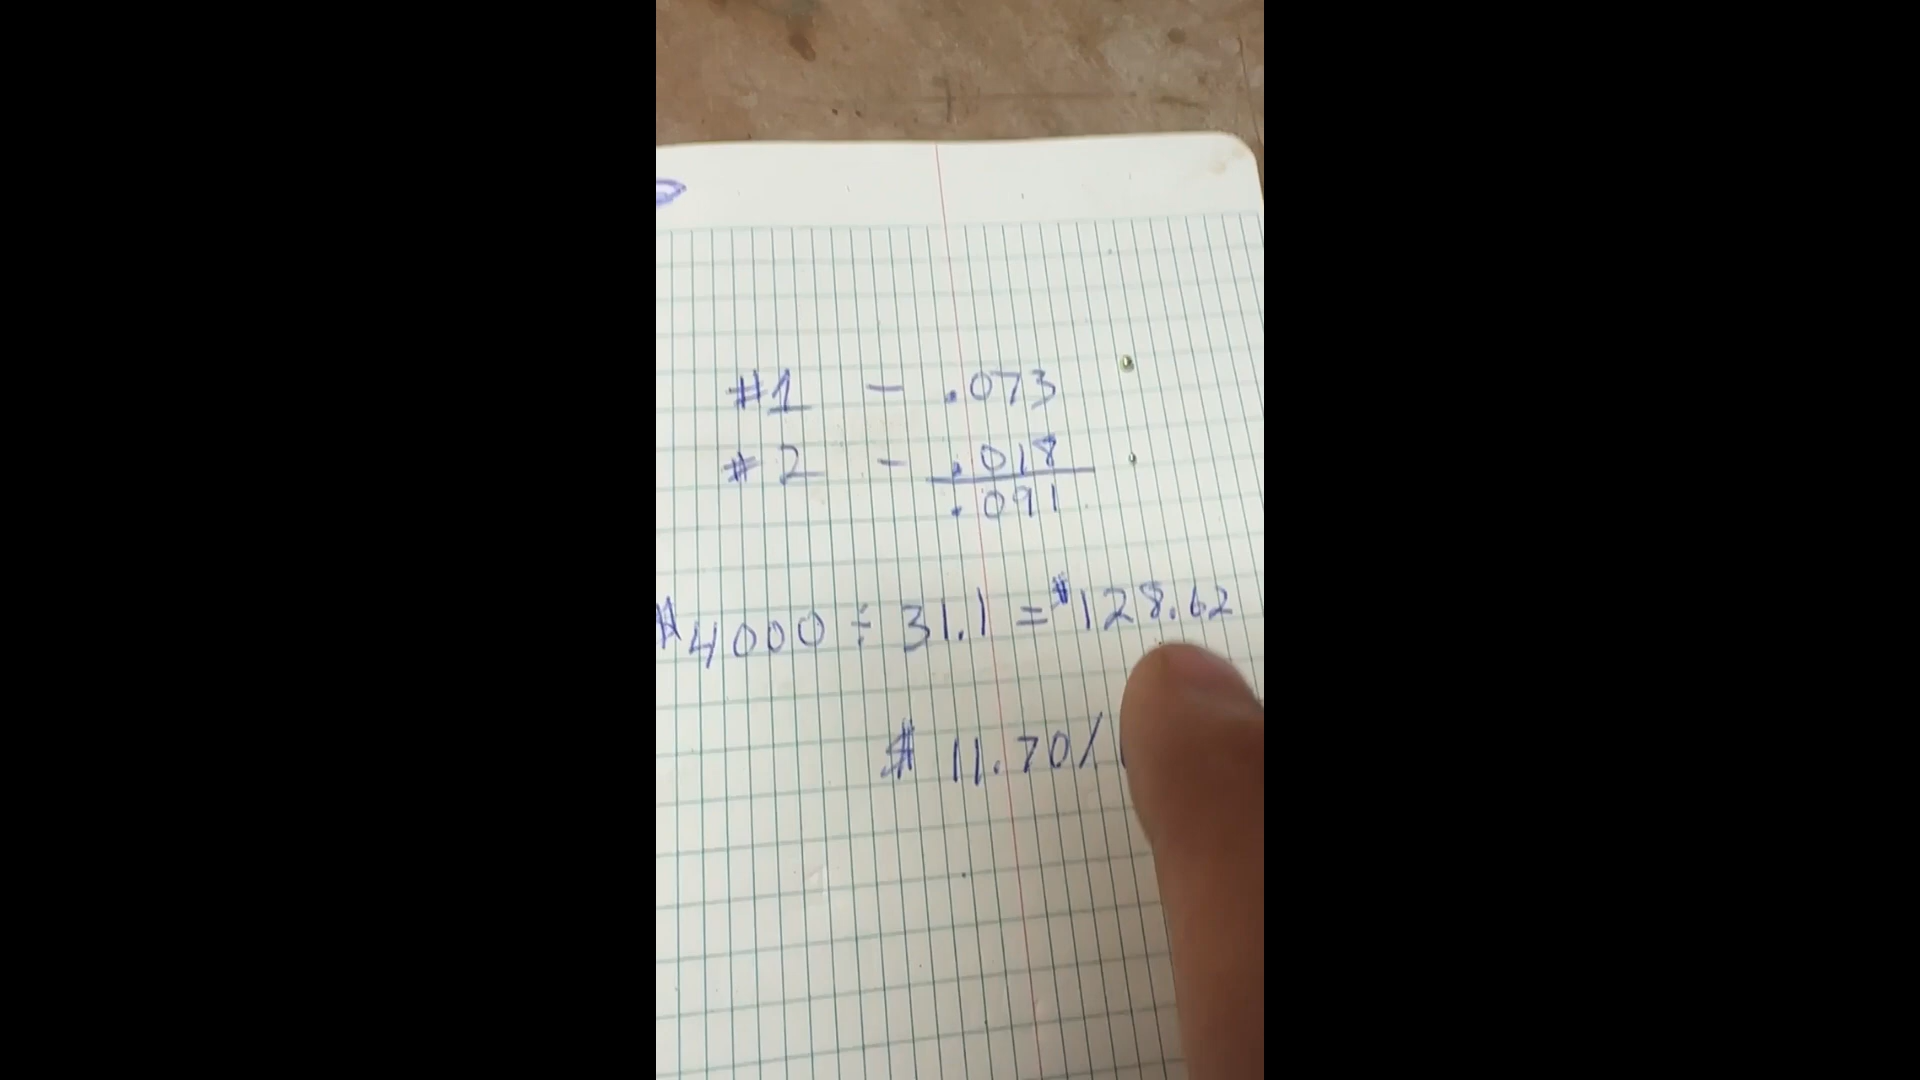 #1 - .073
#2 - .018
.091
$4000 ÷ 31.1 = $128.62
$ 11.70/